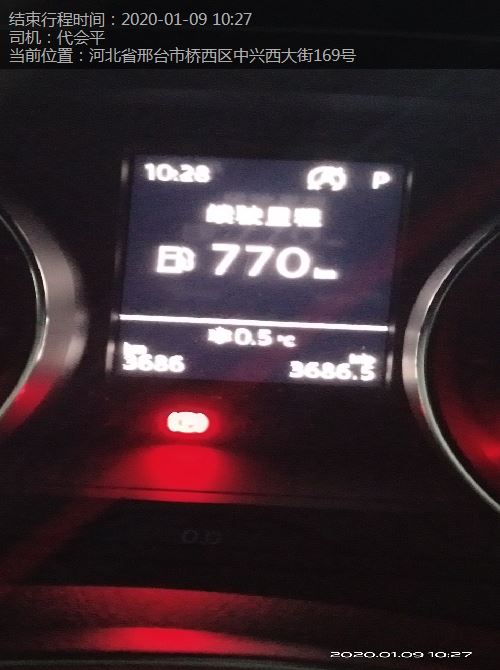 结束行程时间：2020-01-09 10:27
司机：代会平
当前位置：河北省邢台市桥西区中兴西大街169号
10:28 P
续驶里程
770 km
❄0.5 ℃
km
3686 3686.5
2020.01.09 10:27